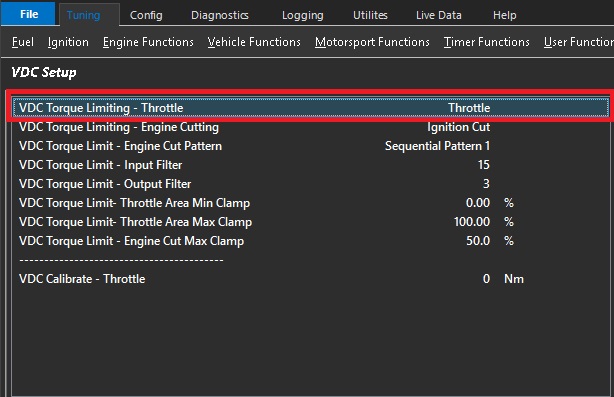 File Tuning Config Diagnostics Logging Utilites Live Data Help
Fuel Ignition Engine Functions Vehicle Functions Motorsport Functions Timer Functions User Function
VDC Setup
VDC Torque Limiting - Throttle Throttle
VDC Torque Limiting - Engine Cutting Ignition Cut
VDC Torque Limit - Engine Cut Pattern Sequential Pattern 1
VDC Torque Limit - Input Filter 15
VDC Torque Limit - Output Filter 3
VDC Torque Limit- Throttle Area Min Clamp 0.00 %
VDC Torque Limit- Throttle Area Max Clamp 100.00 %
VDC Torque Limit - Engine Cut Max Clamp 50.0 %
----------------------------------------
VDC Calibrate - Throttle 0 Nm